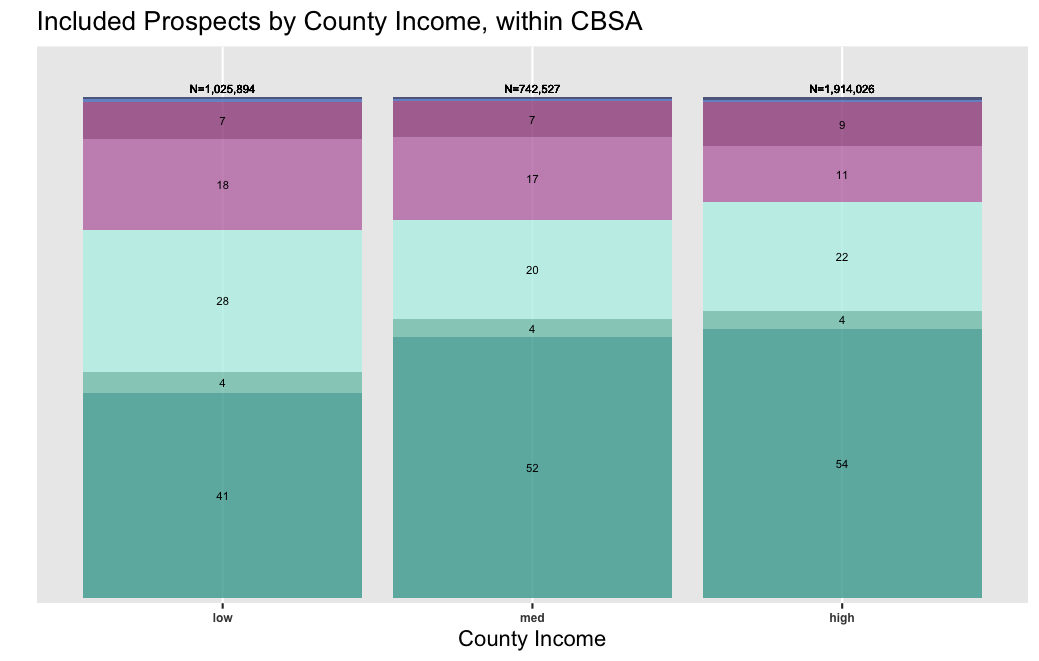 Included Prospects by County Income, within CBSA
N=1,025,894 N=742,527 N=1,914,026
7 7 9
18 17 11
28 20 22
4 4 4
41 52 54
low med high
County Income